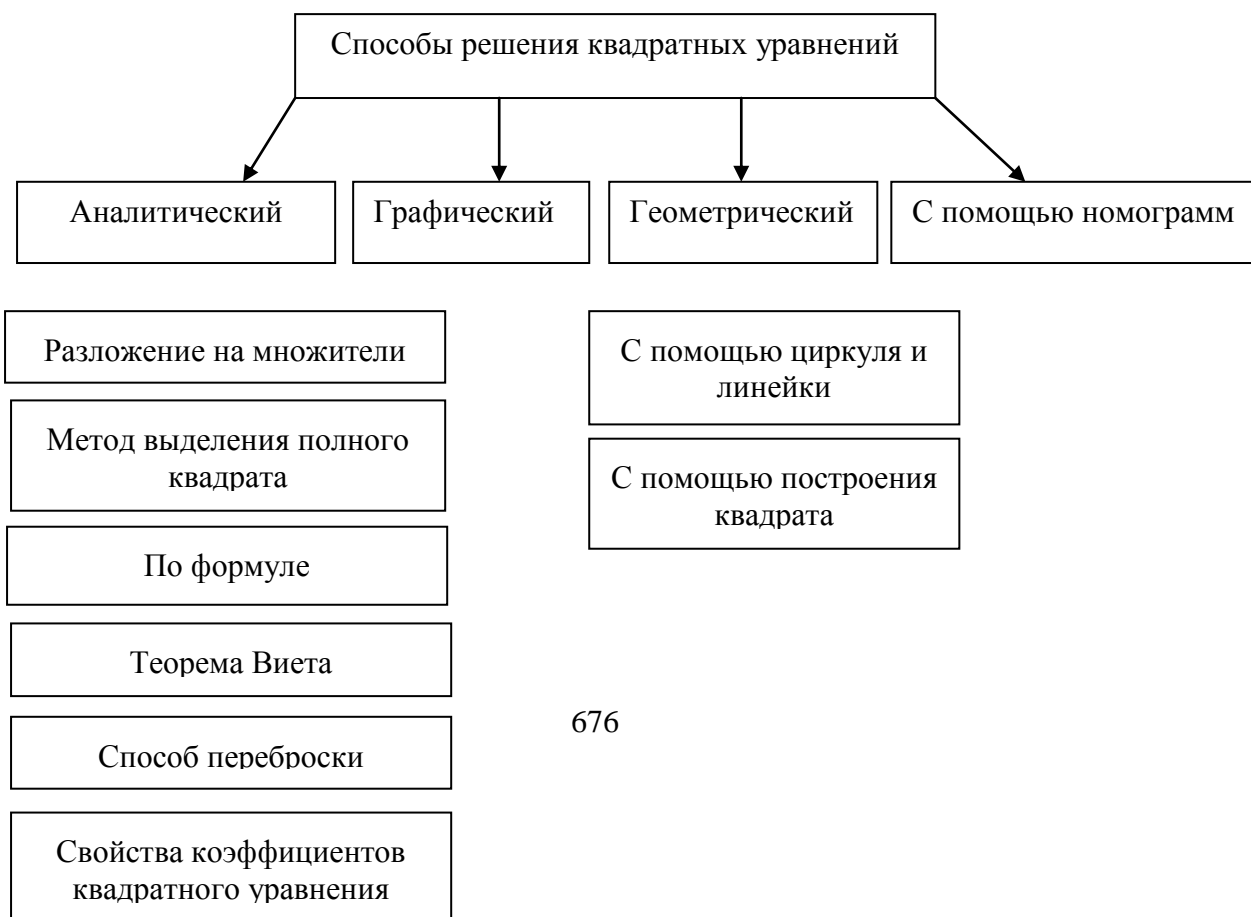 Способы решения квадратных уравнений
Аналитический
Графический
Геометрический
С помощью номограмм
Разложение на множители
Метод выделения полного
квадрата
По формуле
Теорема Виета
Способ переброски
Свойства коэффициентов
квадратного уравнения
С помощью циркуля и
линейки
С помощью построения
квадрата
676